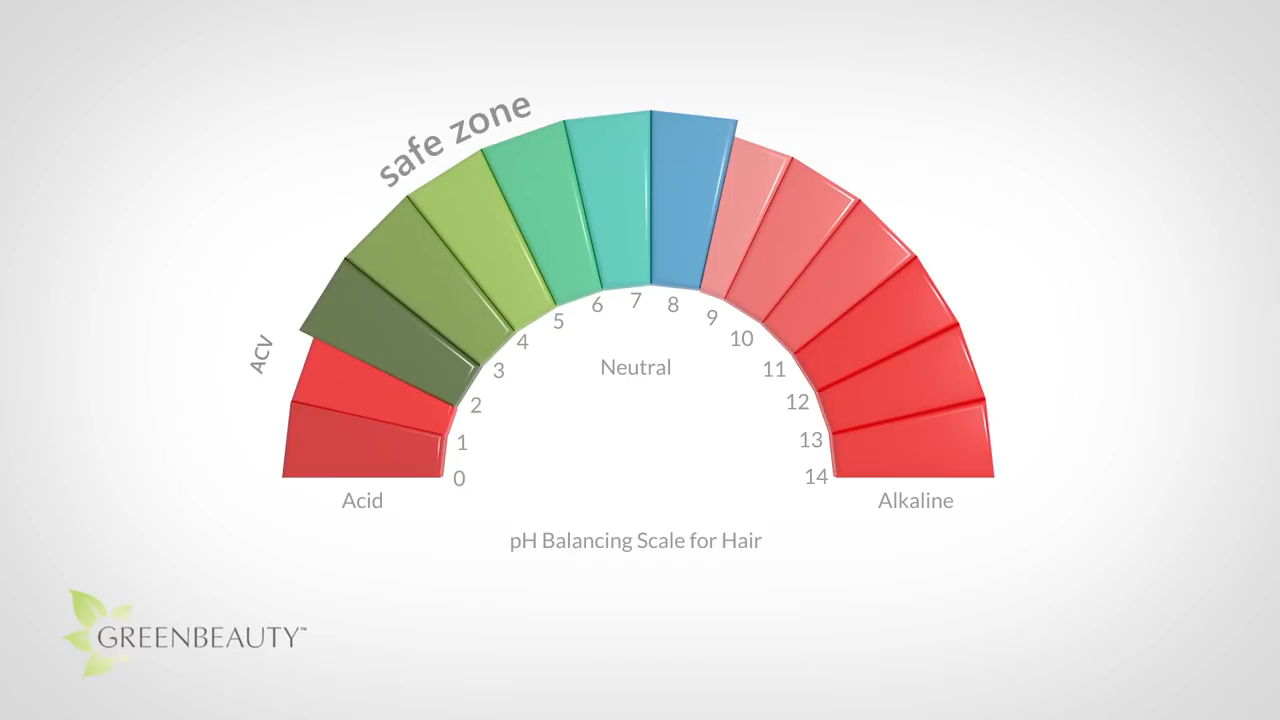 safe zone
ACV
0
1
2
3
4
5
6
7
8
9
10
11
12
13
14
Neutral
Acid
Alkaline
pH Balancing Scale for Hair
GREENBEAUTY™